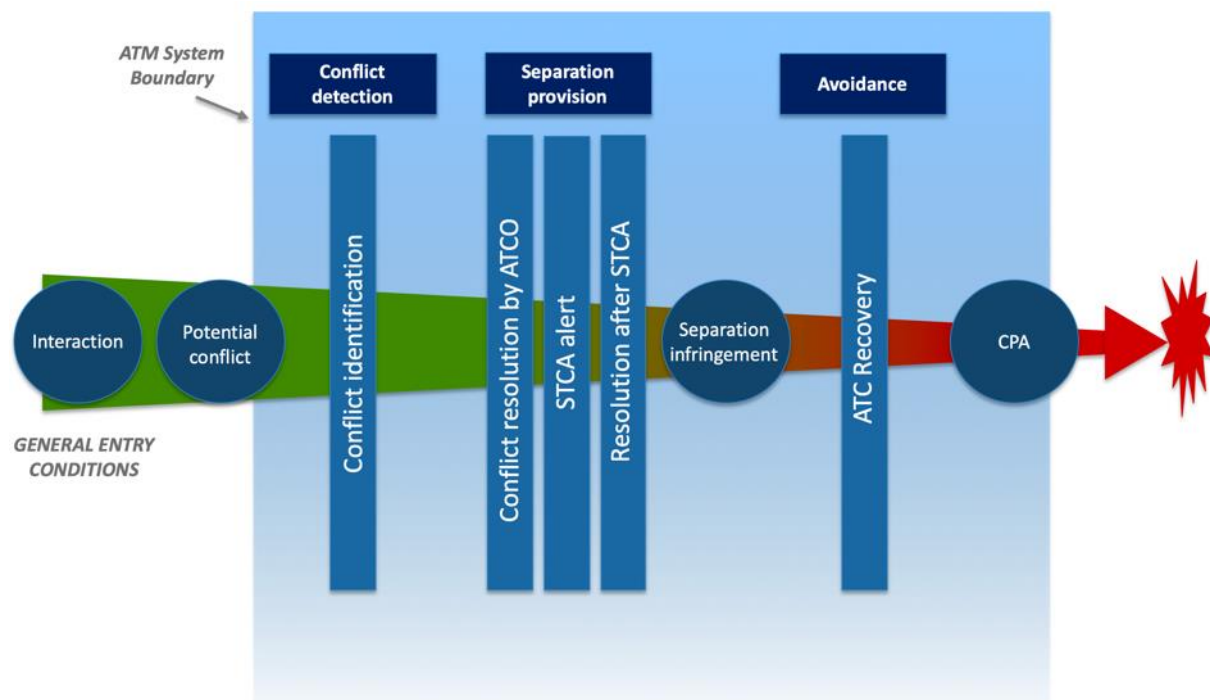 ATM System
Boundary
Conflict
detection
Separation
provision
Avoidance
Interaction
Potential
conflict
Conflict identification
Conflict resolution by ATCO
STCA alert
Resolution after STCA
Separation
infringement
ATC Recovery
CPA
GENERAL ENTRY
CONDITIONS